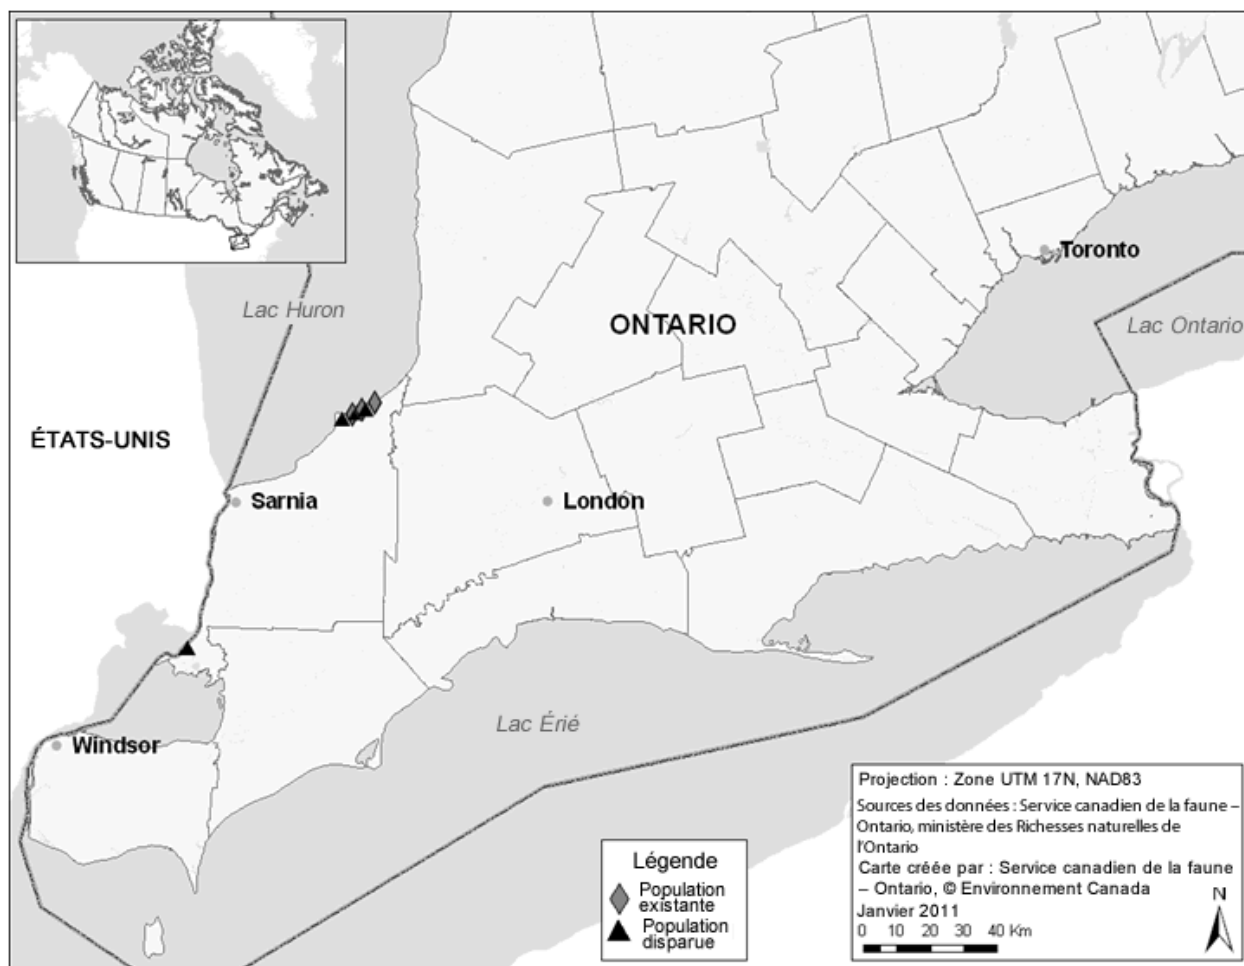 Lac Huron
ONTARIO
Toronto
Lac Ontario
ÉTATS-UNIS
Sarnia
London
Lac Érié
Windsor
Légende
Population
existante
Population
disparue
Projection : Zone UTM 17N, NAD83
Sources des données : Service canadien de la faune –
Ontario, ministère des Richesses naturelles de
l'Ontario
Carte créée par : Service canadien de la faune
– Ontario, © Environnement Canada
Janvier 2011
N
0 10 20 30 40 Km